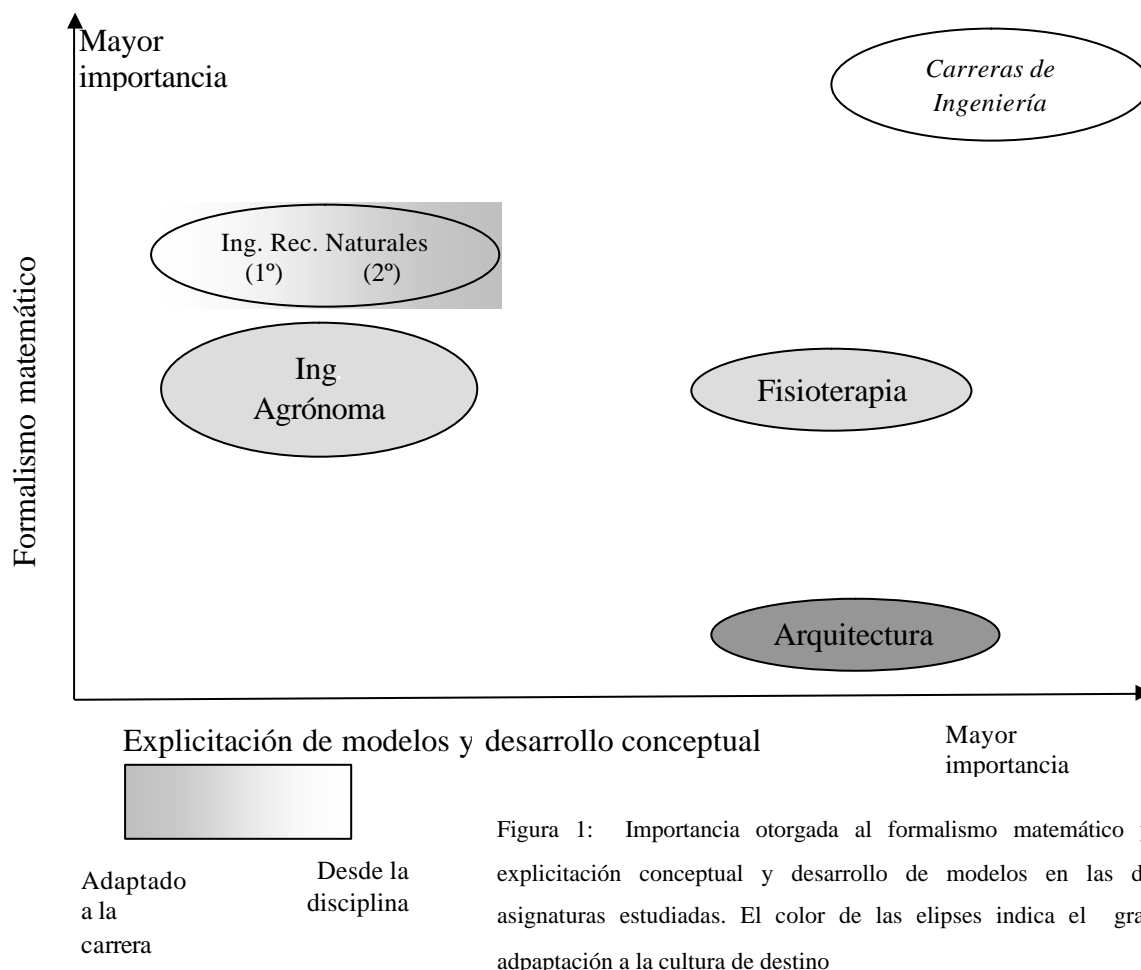 Mayor
importancia
Carreras de
Ingeniería
Ing. Rec. Naturales
(1º) (2º)
Ing.
Agrónoma
Fisioterapia
Arquitectura
Formalismo matemático
Explicitación de modelos y desarrollo conceptual
Mayor
importancia
Adaptado
a la
carrera
Desde la
disciplina
Figura 1: Importancia otorgada al formalismo matemático
explicitación conceptual y desarrollo de modelos en las
asignaturas estudiadas. El color de las elipses indica el
adpaptación a la cultura de destino